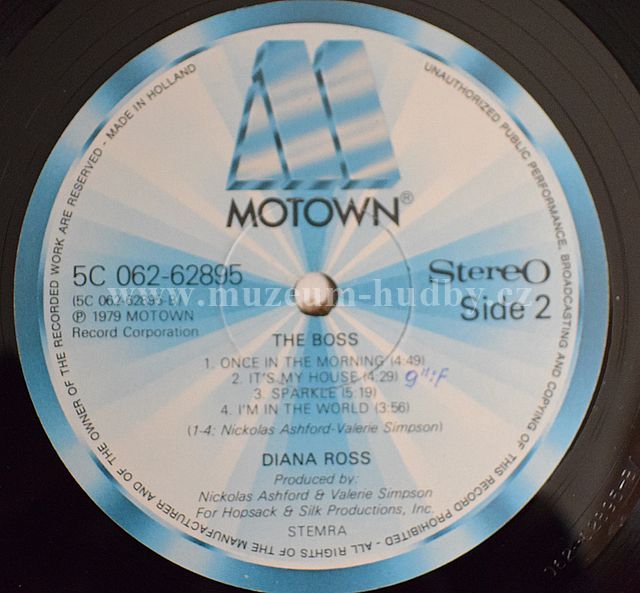 MOTOWN®
5C 062-62895
(5C 062-62895 B)
℗ 1979 MOTOWN
Record Corporation
Stereo
Side 2
www.muzeum-hudby.cz
THE BOSS
1. ONCE IN THE MORNING (4:49)
2. IT'S MY HOUSE (4.29)
3. SPARKLE (5:19)
4. I'M IN THE WORLD (3:56)
(1-4: Nickolas Ashford-Valerie Simpson)
DIANA ROSS
Produced by:
Nickolas Ashford & Valerie Simpson
For Hopsack & Silk Productions, Inc.
STEMRA
UNAUTHORIZED PUBLIC PERFORMANCE, BROADCASTING AND COPYING OF THIS RECORD PROHIBITED - ALL RIGHTS OF THE MANUFACTURER AND OF THE OWNER OF THE RECORDED WORK ARE RESERVED - MADE IN HOLLAND